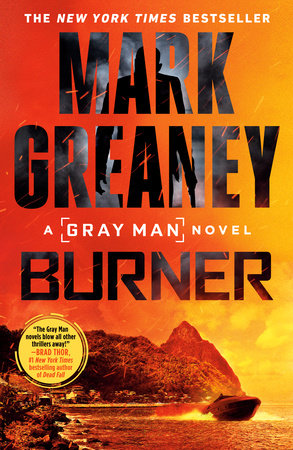 THE NEW YORK TIMES BESTSELLER
MARK
GREANEY
A [GRAY MAN] NOVEL
BURNER
"The Gray Man
novels blow all other
thrillers away!"
—BRAD THOR,
#1 New York Times
bestselling author
of Dead Fall